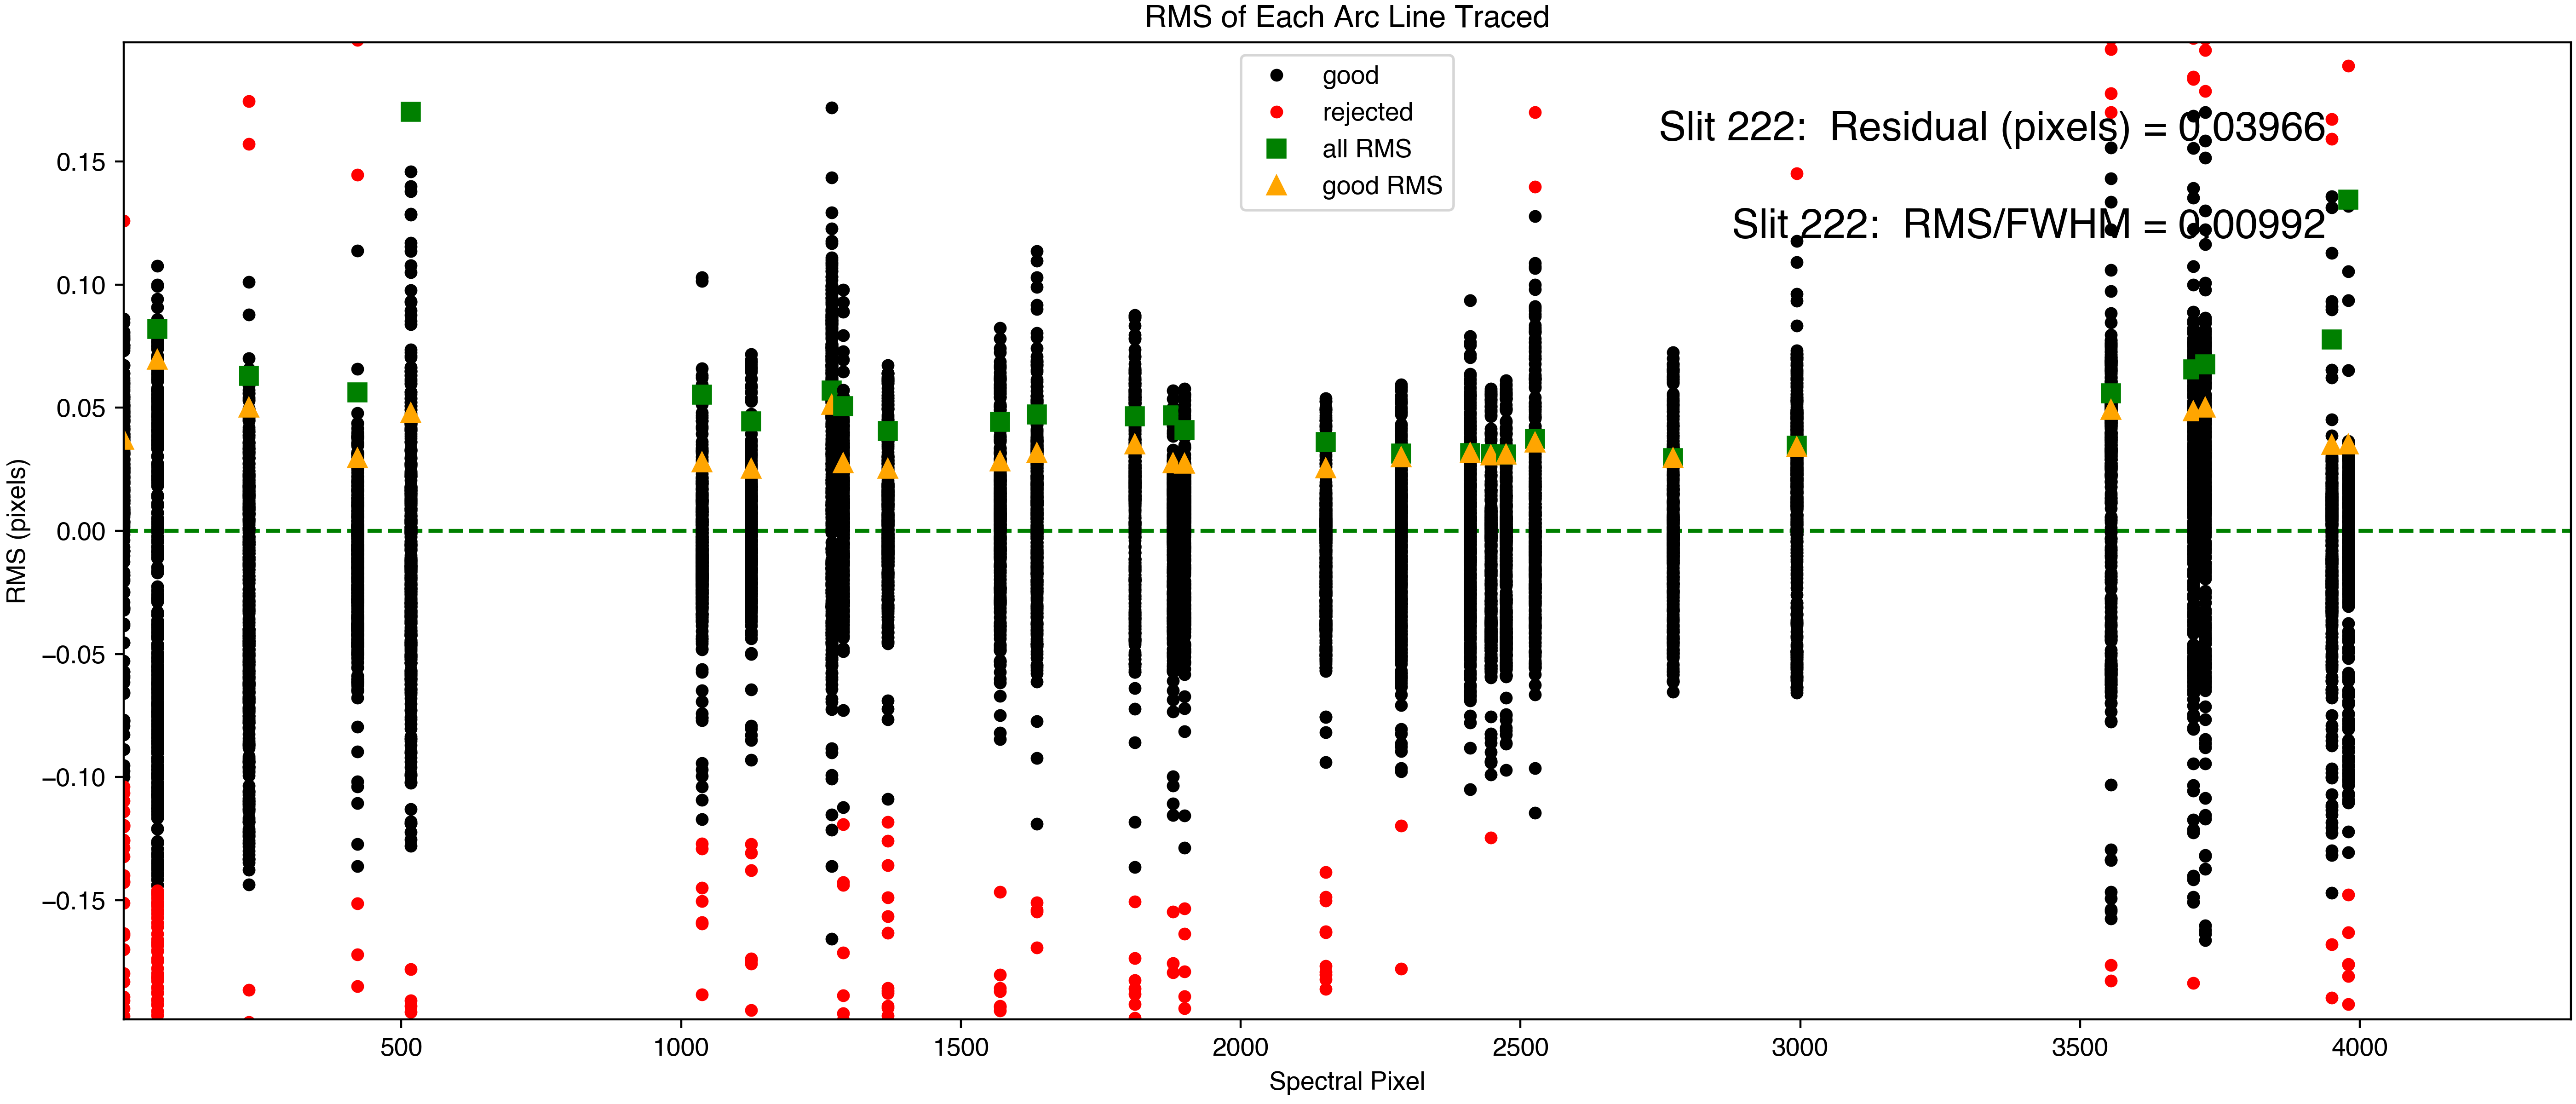 RMS of Each Arc Line Traced
good
rejected
all RMS
good RMS
Slit 222:  Residual (pixels) = 0.03966
Slit 222:  RMS/FWHM = 0.00992
RMS (pixels)
0.15
0.10
0.05
0.00
−0.05
−0.10
−0.15
500
1000
1500
2000
2500
3000
3500
4000
Spectral Pixel